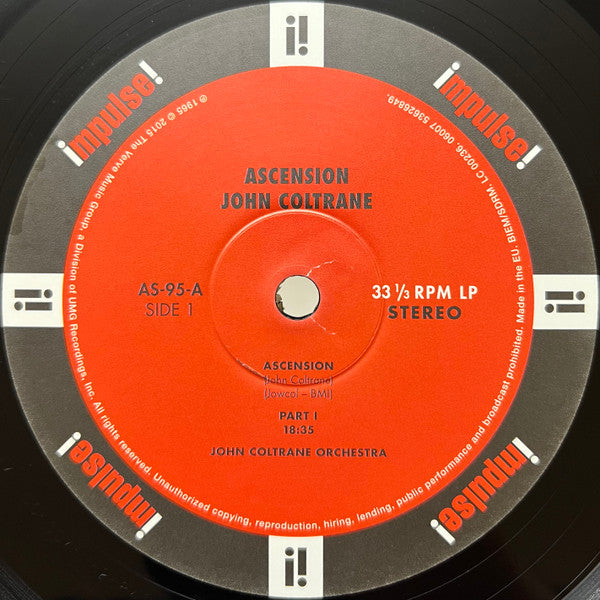 i!
impulse!
impulse!
ASCENSION
JOHN COLTRANE
AS-95-A
SIDE 1
33 1/3 RPM LP
STEREO
i!
i!
ASCENSION
(John Coltrane)
(Jowcol – BMI)
PART I
18:35
JOHN COLTRANE ORCHESTRA
impulse!
impulse!
i!
℗ 1965 © 2015 The Verve Music Group, a Division of UMG Recordings, Inc. All rights reserved. Unauthorized copying, reproduction, hiring, lending, public performance and broadcast prohibited. Made in the EU. BIEM/SDRM LC 00236. 06007 53626849.